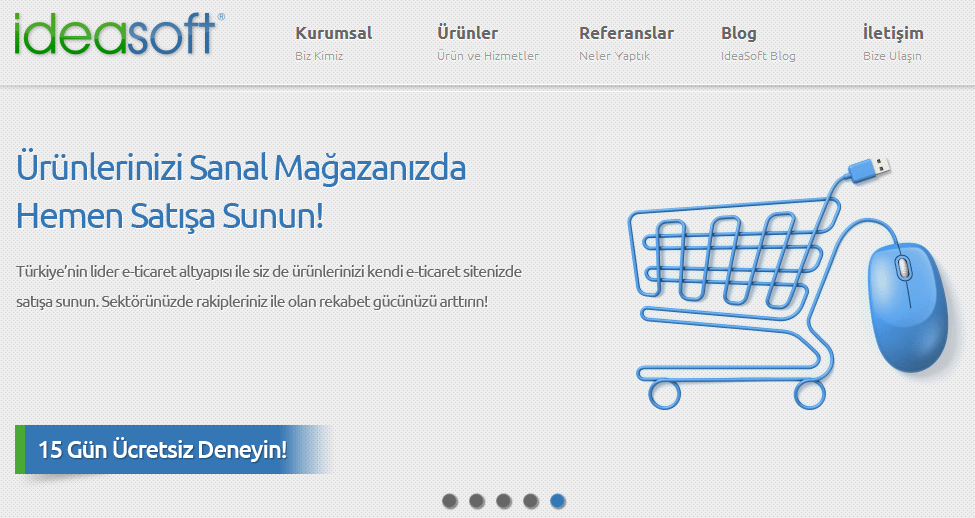 ideasoft®
Kurumsal
Biz Kimiz
Ürünler
Ürün ve Hizmetler
Referanslar
Neler Yaptık
Blog
IdeaSoft Blog
İletişim
Bize Ulaşın
Ürünlerinizi Sanal Mağazanızda
Hemen Satışa Sunun!
Türkiye’nin lider e-ticaret altyapısı ile siz de ürünlerinizi kendi e-ticaret sitenizde
satışa sunun. Sektörünüzde rakipleriniz ile olan rekabet gücünüzü arttırın!
15 Gün Ücretsiz Deneyin!